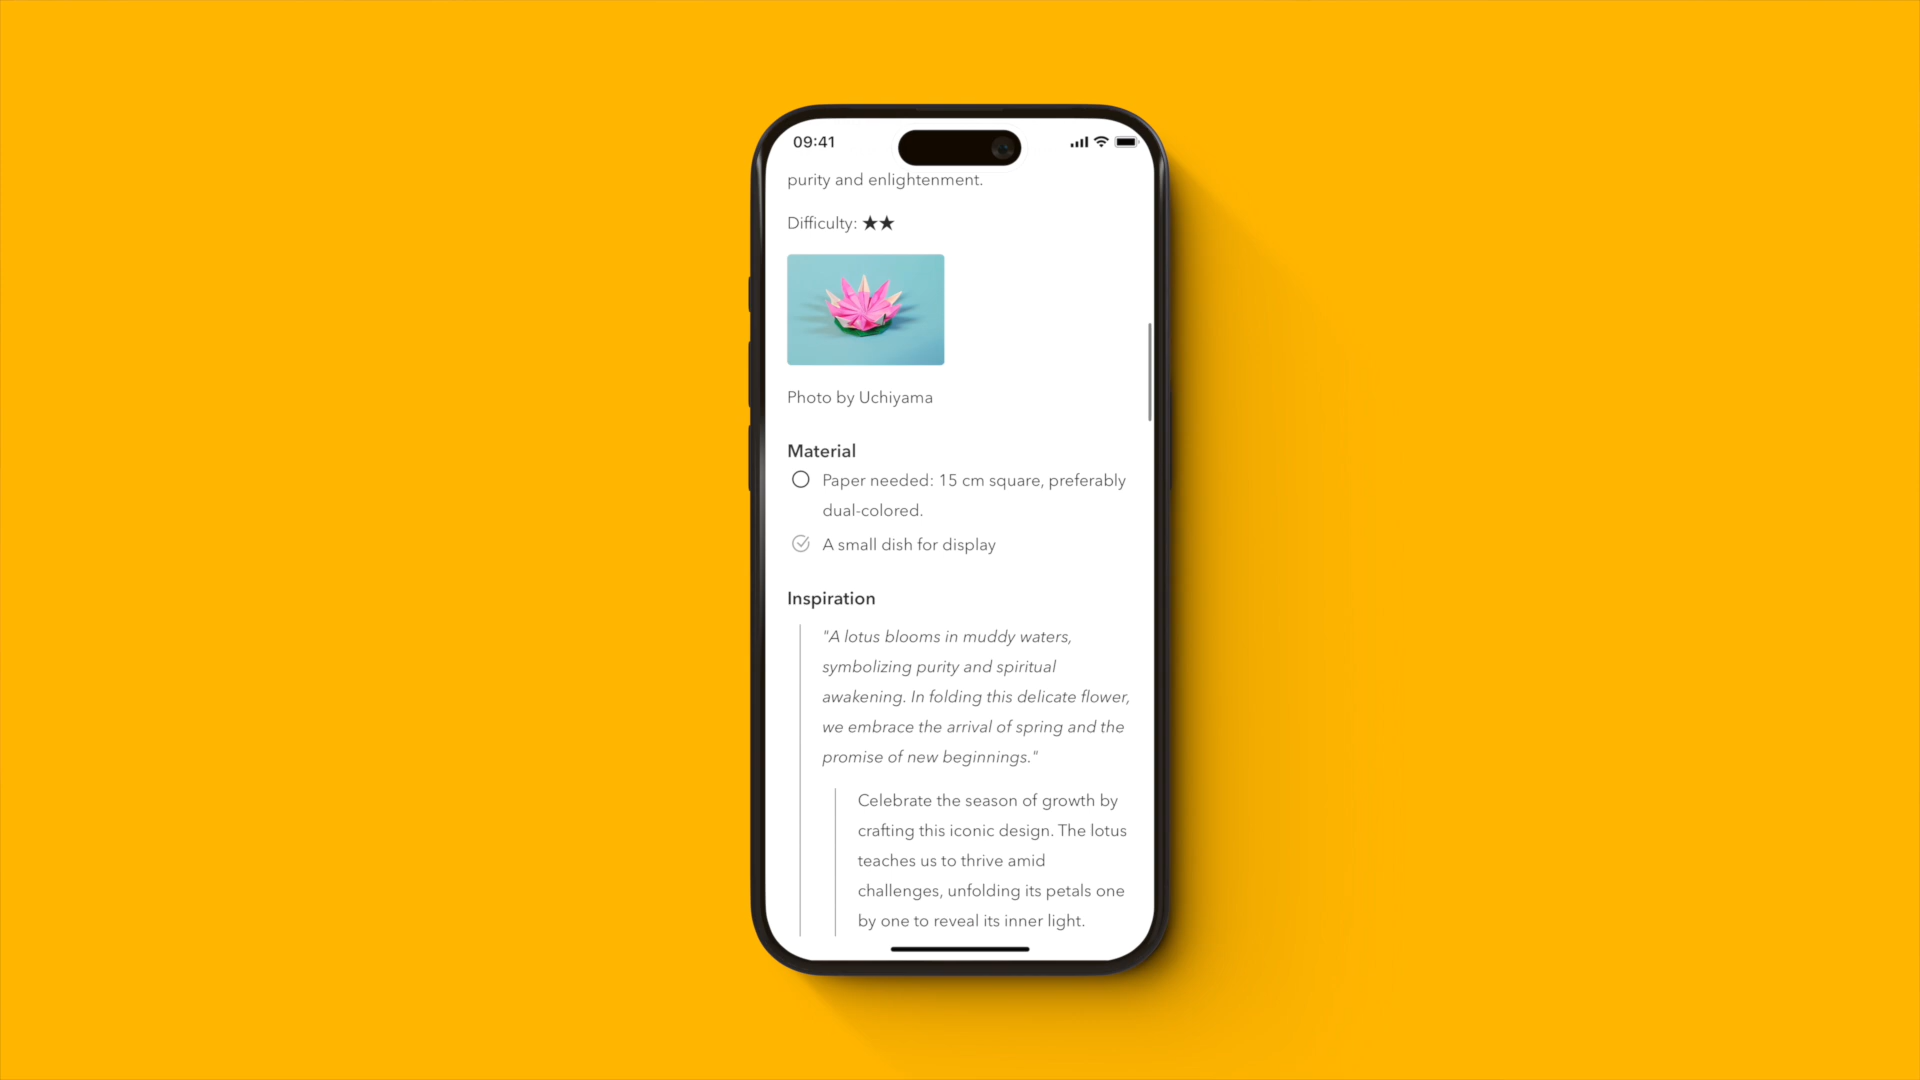 09:41
purity and enlightenment.
Difficulty: ★★
Photo by Uchiyama
Material
Paper needed: 15 cm square, preferably
dual-colored.
A small dish for display
Inspiration
"A lotus blooms in muddy waters,
symbolizing purity and spiritual
awakening. In folding this delicate flower,
we embrace the arrival of spring and the
promise of new beginnings."
Celebrate the season of growth by
crafting this iconic design. The lotus
teaches us to thrive amid
challenges, unfolding its petals one
by one to reveal its inner light.